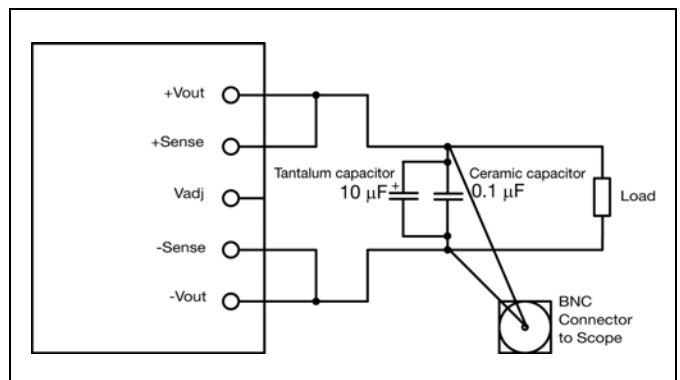 +Vout
+Sense
Vadj
-Sense
-Vout
Tantalum capacitor
10 μF+
Ceramic capacitor
0.1 μF
Load
BNC
Connector
to Scope